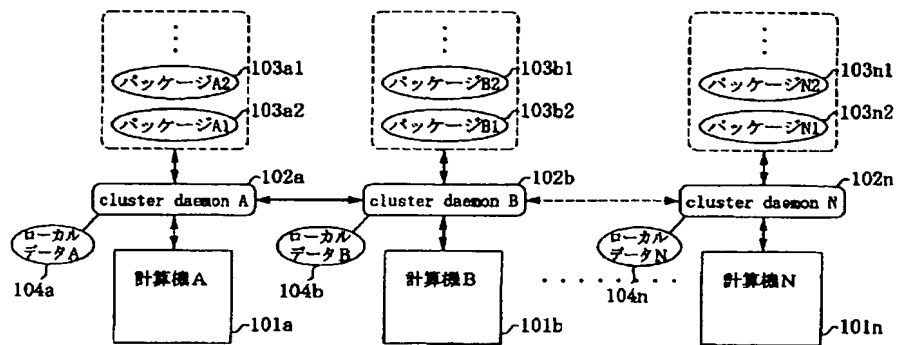 パッケージA2
103a1
パッケージA1
103a2
パッケージB2
103b1
パッケージB1
103b2
パッケージN2
103n1
パッケージN1
103n2
102a
cluster daemon A
102b
cluster daemon B
102n
cluster daemon N
ローカル
データA
104a
ローカル
データB
104b
ローカル
データN
104n
計算機A
101a
計算機B
101b
計算機N
101n